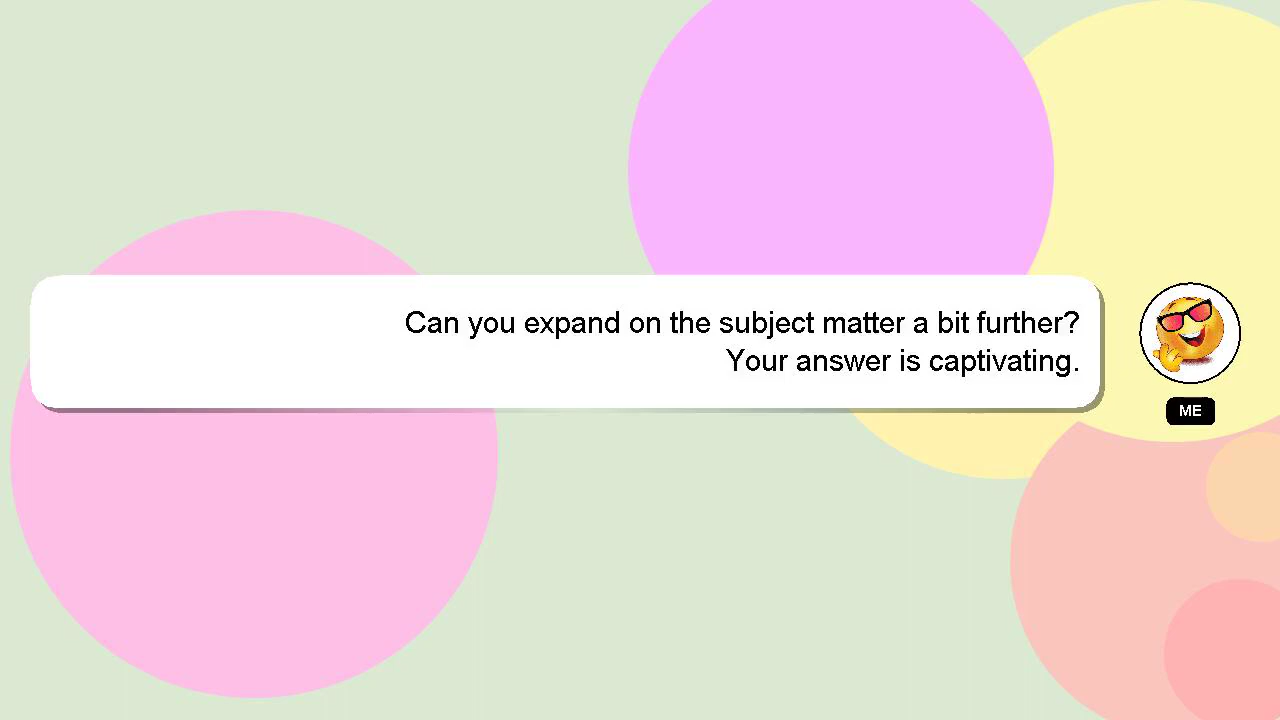 Can you expand on the subject matter a bit further?
Your answer is captivating.
ME